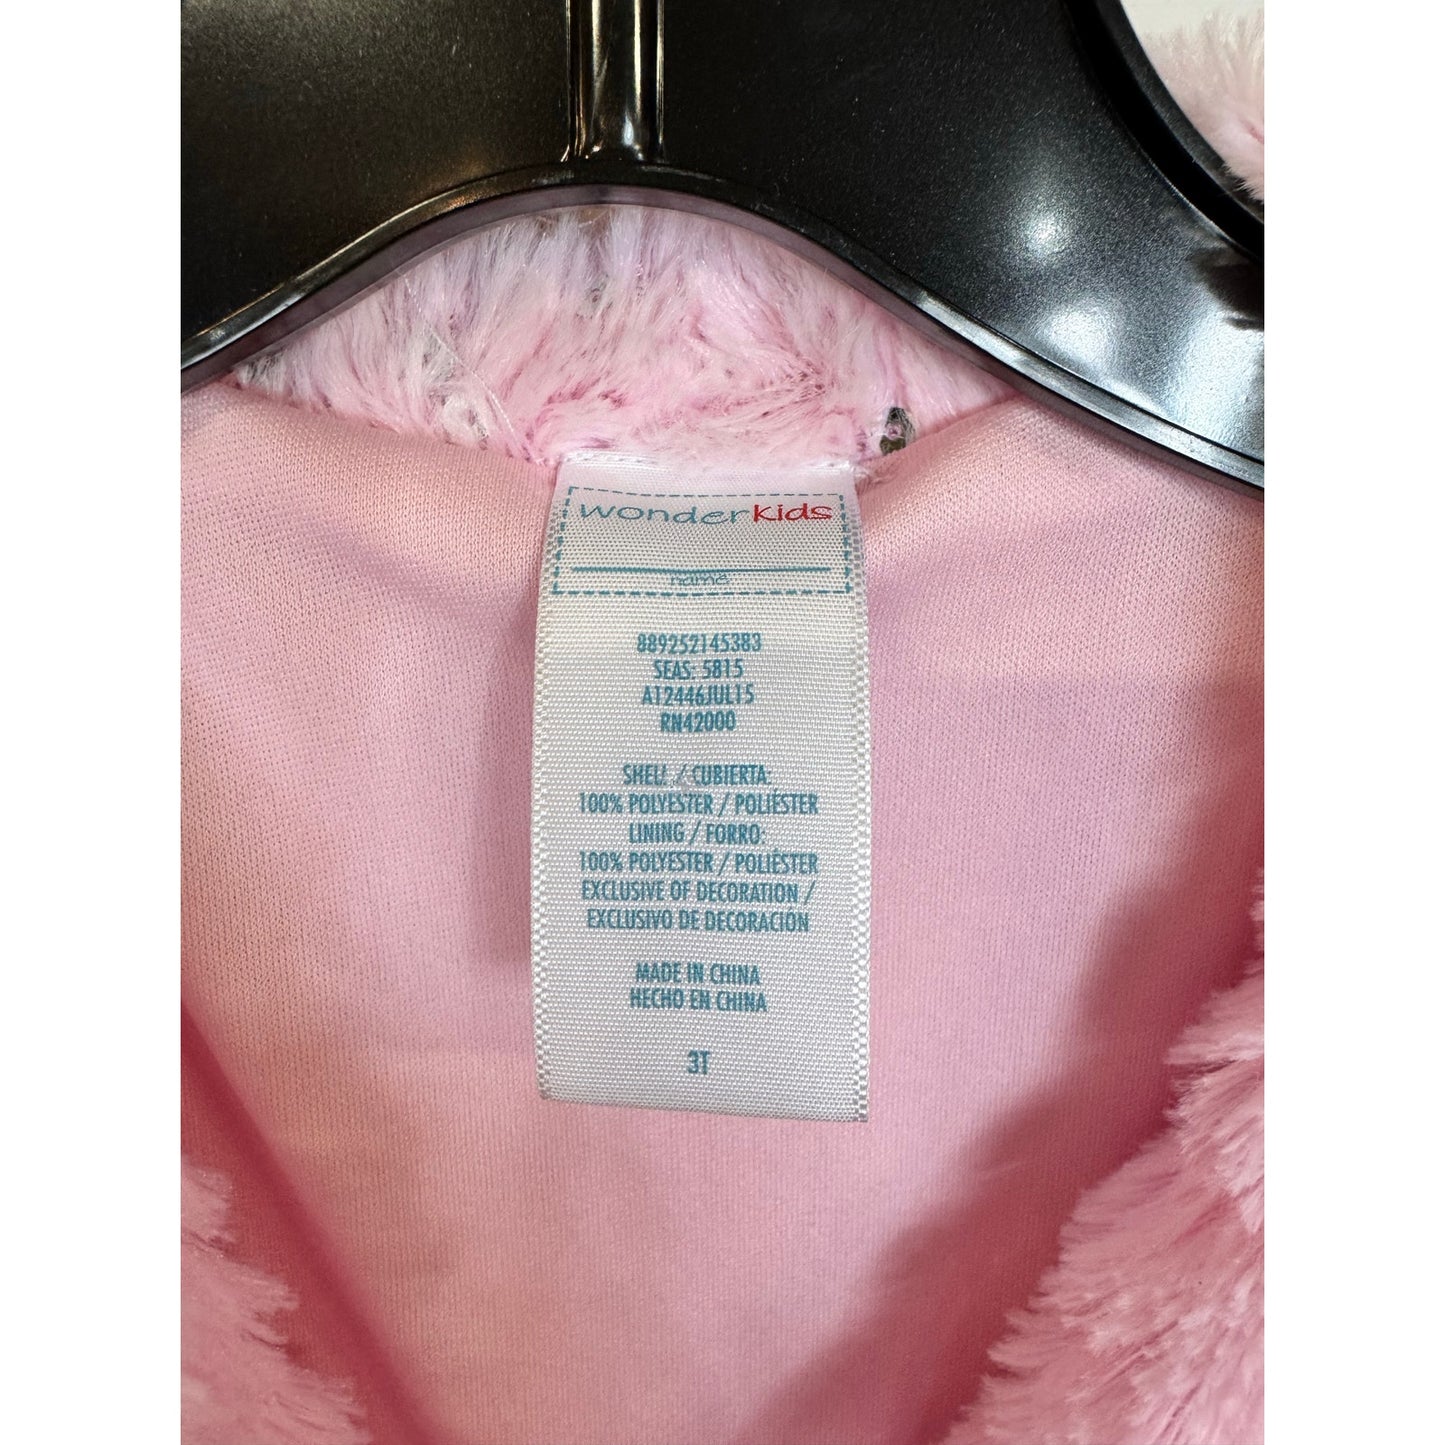 wonderkids
name
889252145383
SEAS: SB15
A12446JUL15
RN42000
SHELL / CUBIERTA:
100% POLYESTER / POLIÉSTER
LINING / FORRO:
100% POLYESTER / POLIÉSTER
EXCLUSIVE OF DECORATION /
EXCLUSIVO DE DECORACIÓN
MADE IN CHINA
HECHO EN CHINA
3T